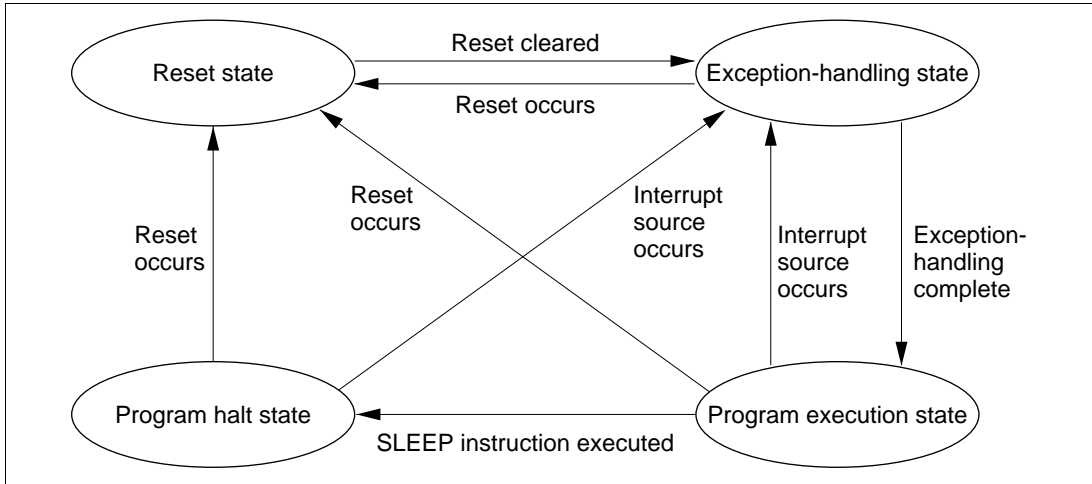 Reset cleared
Reset state
Exception-handling state
Reset occurs
Reset
occurs
Reset
occurs
Interrupt
source
occurs
Interrupt
source
occurs
Exception-
handling
complete
Program halt state
Program execution state
SLEEP instruction executed